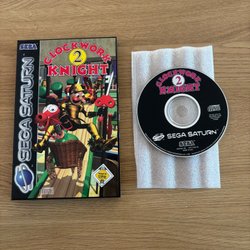 SEGA
CLOCKWORK
2
KNIGHT
SEGA SATURN
CLOCKWORK
2
KNIGHT
SEGA SATURN
SEGA